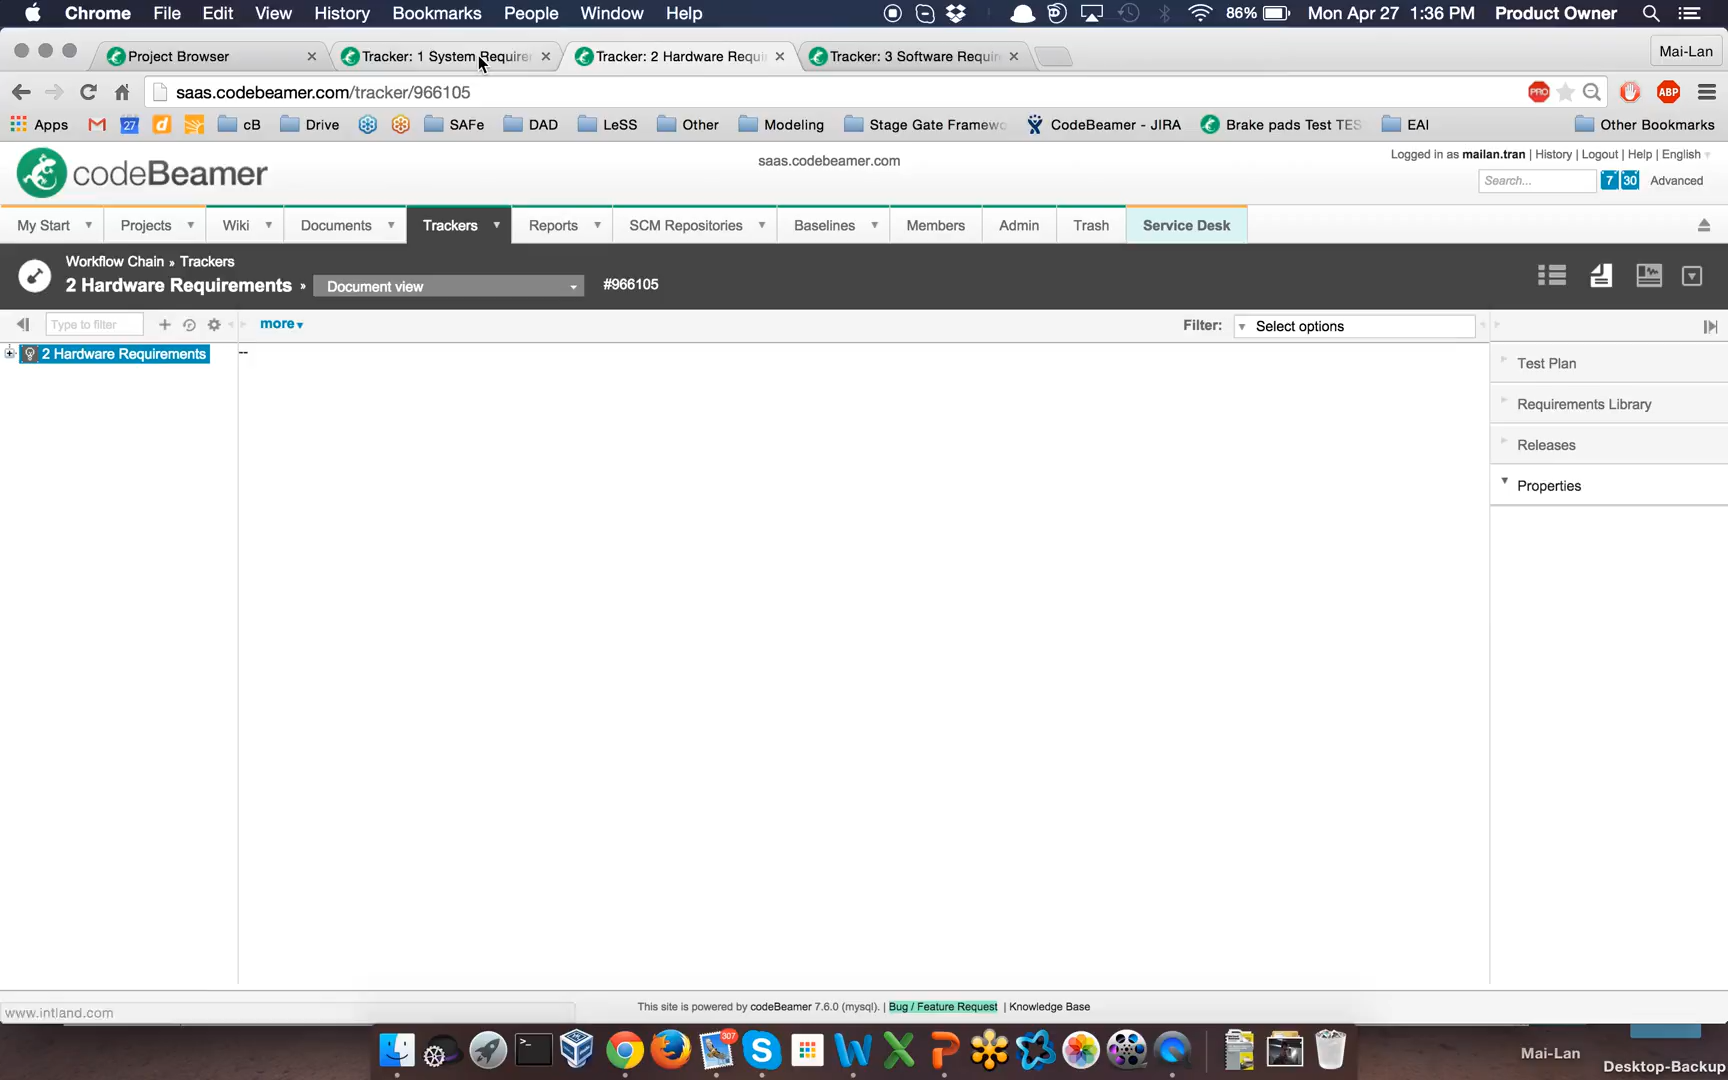 Chrome File Edit View History Bookmarks People Window Help 86% Mon Apr 27 1:36 PM Product Owner
Project Browser Tracker: 1 System Require Tracker: 2 Hardware Requi Tracker: 3 Software Requir Mai-Lan
saas.codebeamer.com/tracker/966105 PRO ABP
Apps 27 cB Drive SAFe DAD LeSS Other Modeling Stage Gate Framewo CodeBeamer - JIRA Brake pads Test TES EAI Other Bookmarks
codeBeamer
saas.codebeamer.com
Logged in as mailan.tran | History | Logout | Help | English
Search... 7 30 Advanced
My Start Projects Wiki Documents Trackers Reports SCM Repositories Baselines Members Admin Trash Service Desk
Workflow Chain » Trackers
2 Hardware Requirements » Document view #966105
Type to filter more Filter: Select options
2 Hardware Requirements --
Test Plan
Requirements Library
Releases
Properties
This site is powered by codeBeamer 7.6.0 (mysql). | Bug / Feature Request | Knowledge Base
www.intland.com
307
Mai-Lan
Desktop-Backup